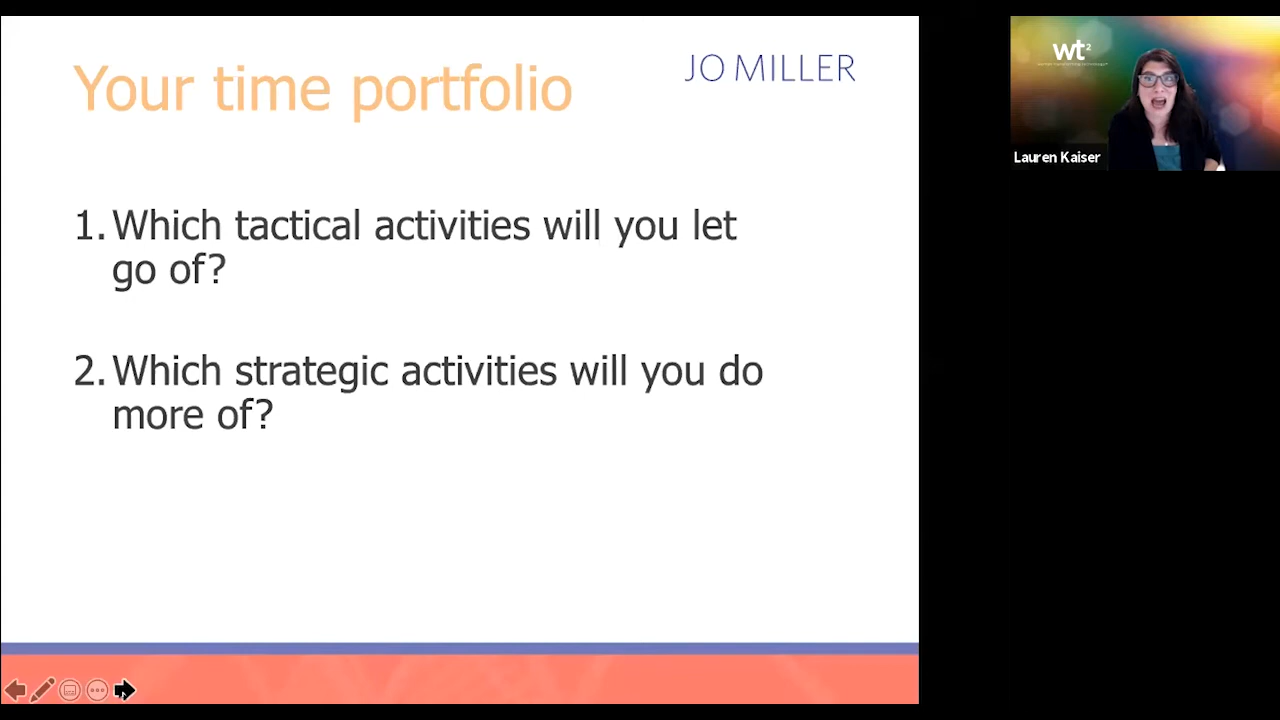 Your time portfolio
JO MILLER
1. Which tactical activities will you let
go of?
2. Which strategic activities will you do
more of?
wt²
Lauren Kaiser